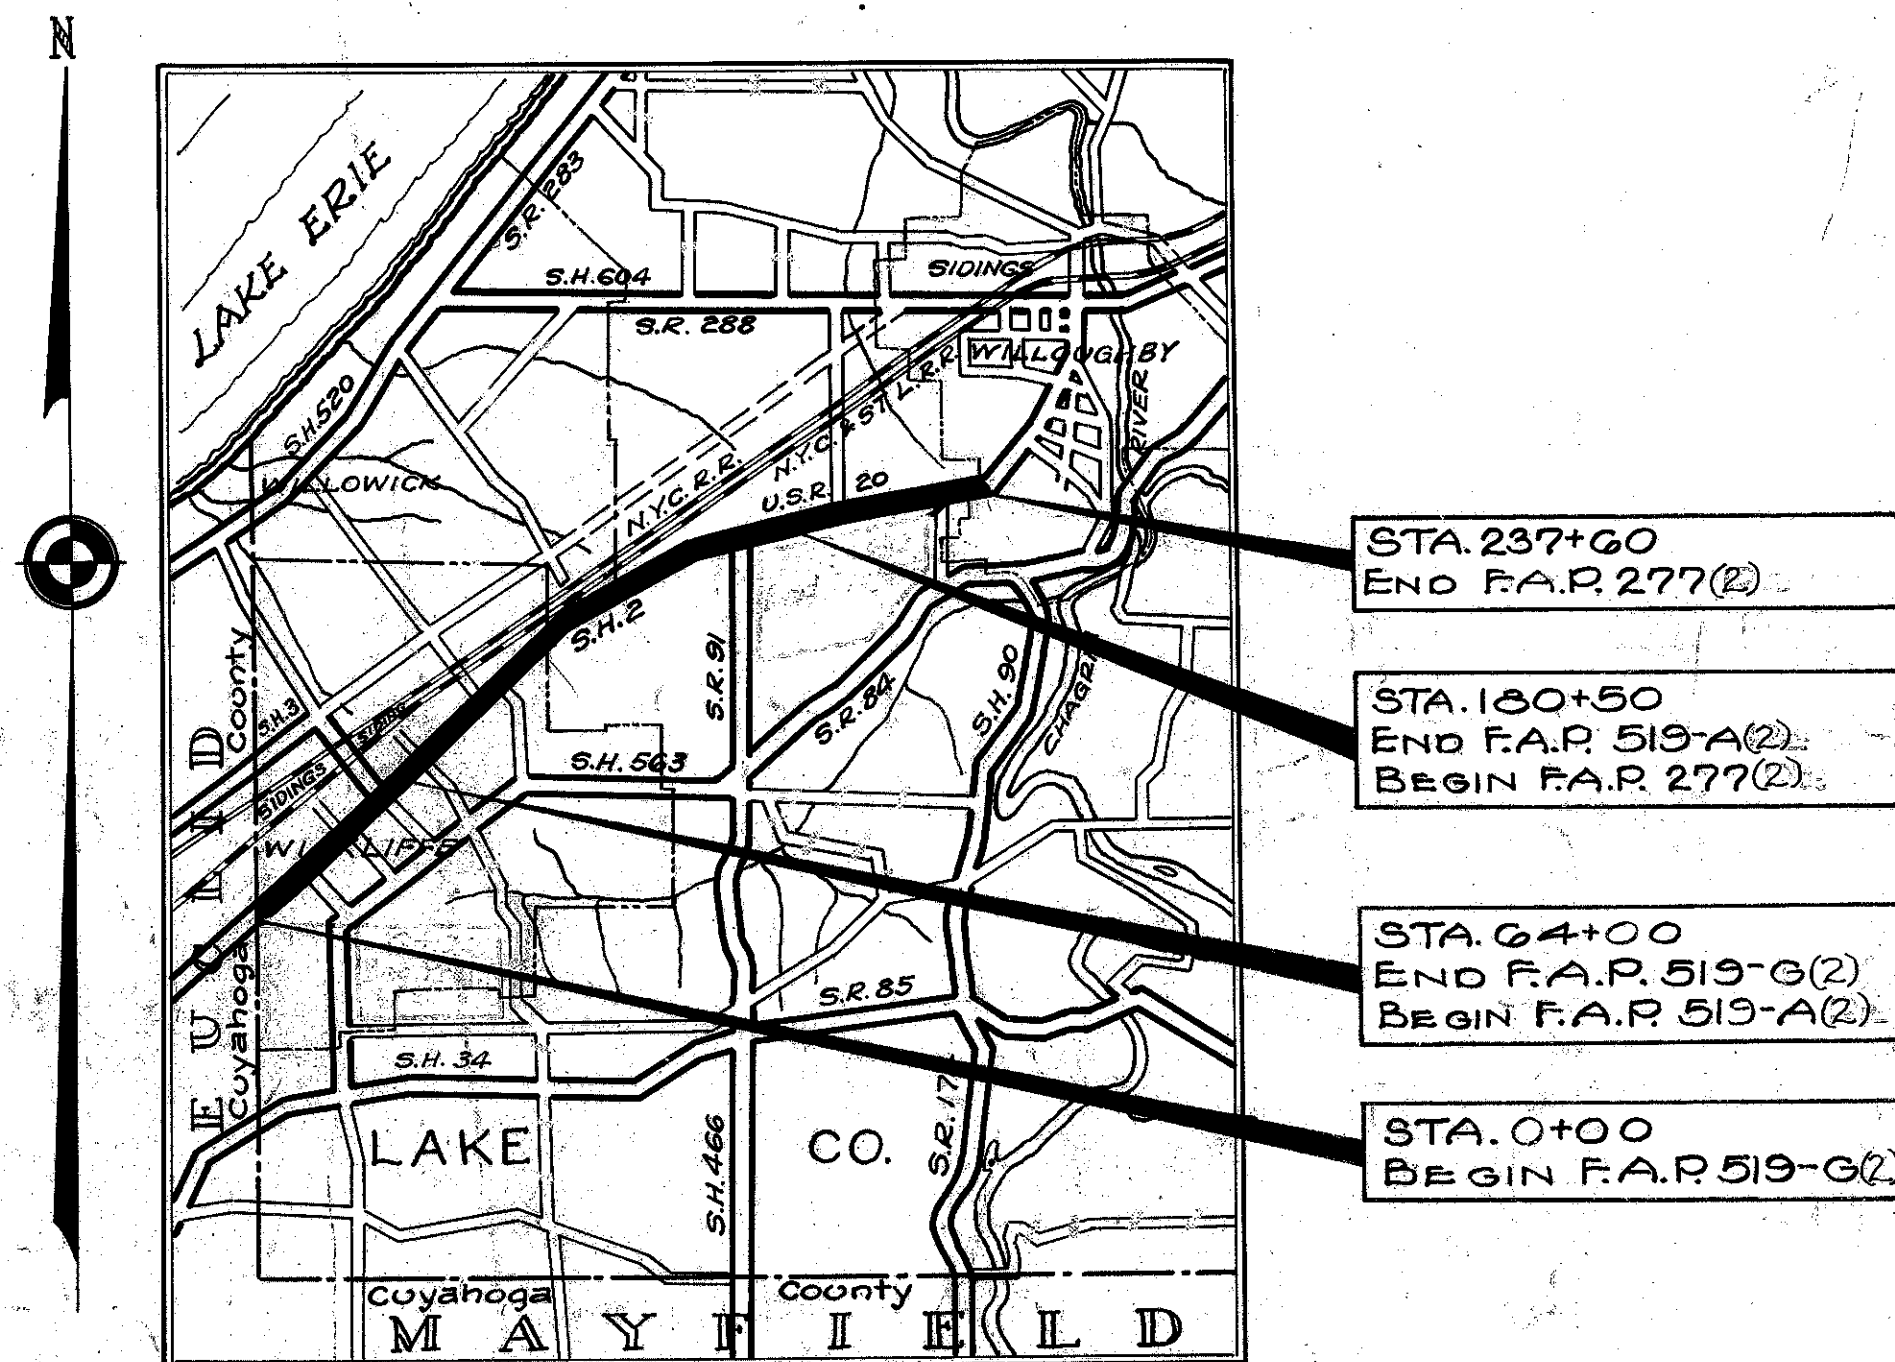 N
LAKE ERIE
S.R. 283
S.H. 604
SIDINGS
S.R. 288
WILLOUGHBY
S.H. 520
RIVER
N.Y.C. & ST. L. R.R.
WILLOWICK
N.Y.C. R.R.
U.S.R. 20
STA. 237+60
END F.A.P. 277(2)
S.H. 2
County
S.R. 91
S.R. 84
S.H. 90
STA. 180+50
END F.A.P. 519-A(2)
BEGIN F.A.P. 277(2)
S.H. 3
SIDING
S.H. 563
SIDINGS
STA. 64+00
END F.A.P. 519-G(2)
BEGIN F.A.P. 519-A(2)
Cuyahoga
S.R. 85
S.H. 34
STA. 0+00
BEGIN F.A.P. 519-G(2)
LAKE CO.
S.H. 466
Cuyahoga County
MAYFIELD